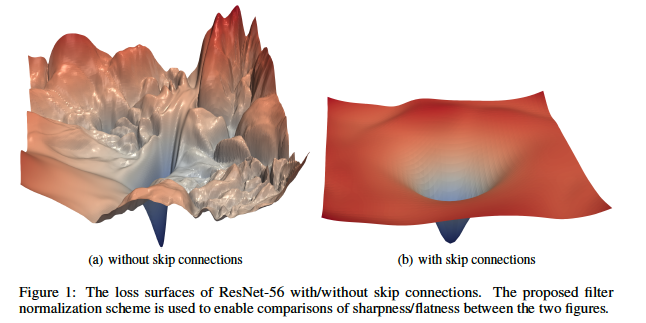 (a) without skip connections
(b) with skip connections
Figure 1: The loss surfaces of ResNet-56 with/without skip connections. The proposed filter
normalization scheme is used to enable comparisons of sharpness/flatness between the two figures.